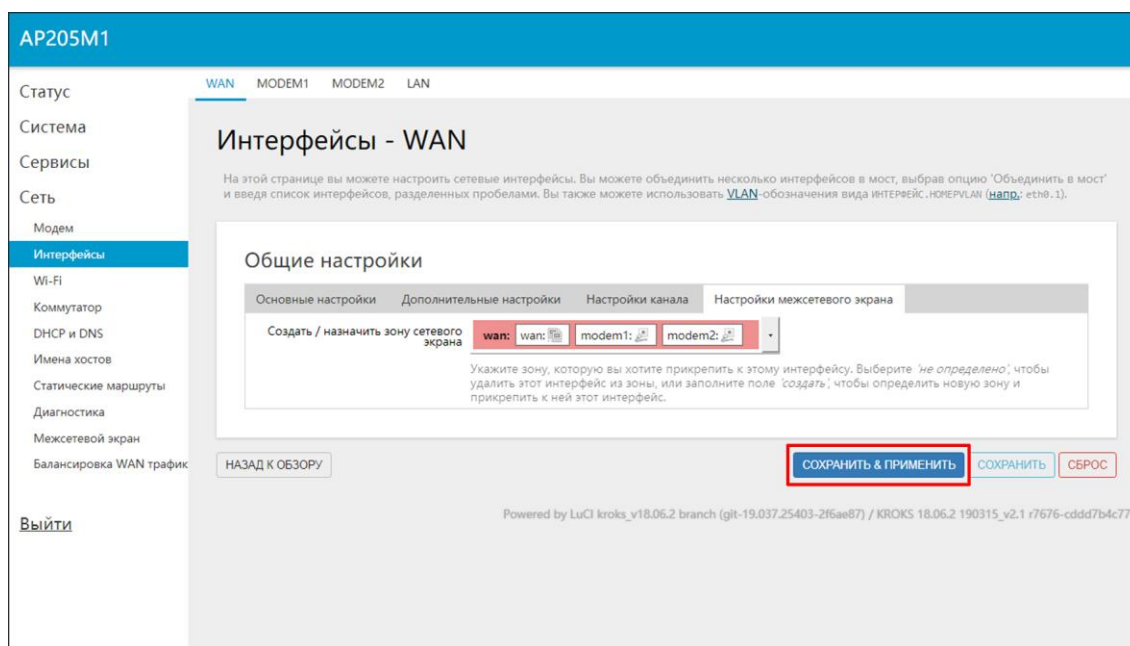 AP205M1
Статус
Система
Сервисы
Сеть
Модем
Интерфейсы
Wi-Fi
Коммутатор
DHCP и DNS
Имена хостов
Статические маршруты
Диагностика
Межсетевой экран
Балансировка WAN трафик
Выйти
WAN MODEM1 MODEM2 LAN
Интерфейсы - WAN
На этой странице вы можете настроить сетевые интерфейсы. Вы можете объединить несколько интерфейсов в мост, выбрав опцию 'Объединить в мост'
и введя список интерфейсов, разделенных пробелами. Вы также можете использовать VLAN-обозначения вида ИНТЕРФЕЙС.НОМЕРVLAN (напр.: eth0.1).
Общие настройки
Основные настройки Дополнительные настройки Настройки канала Настройки межсетевого экрана
Создать / назначить зону сетевого
экрана
wan: wan: modem1: modem2:
Укажите зону, которую вы хотите прикрепить к этому интерфейсу. Выберите 'не определено', чтобы
удалить этот интерфейс из зоны, или заполните поле 'создать', чтобы определить новую зону и
прикрепить к ней этот интерфейс.
НАЗАД К ОБЗОРУ СОХРАНИТЬ & ПРИМЕНИТЬ СОХРАНИТЬ СБРОС
Powered by LuCI kroks_v18.06.2 branch (git-19.037.25403-2f6ae87) / KROKS 18.06.2 190315_v2.1 r7676-cddd7b4c77